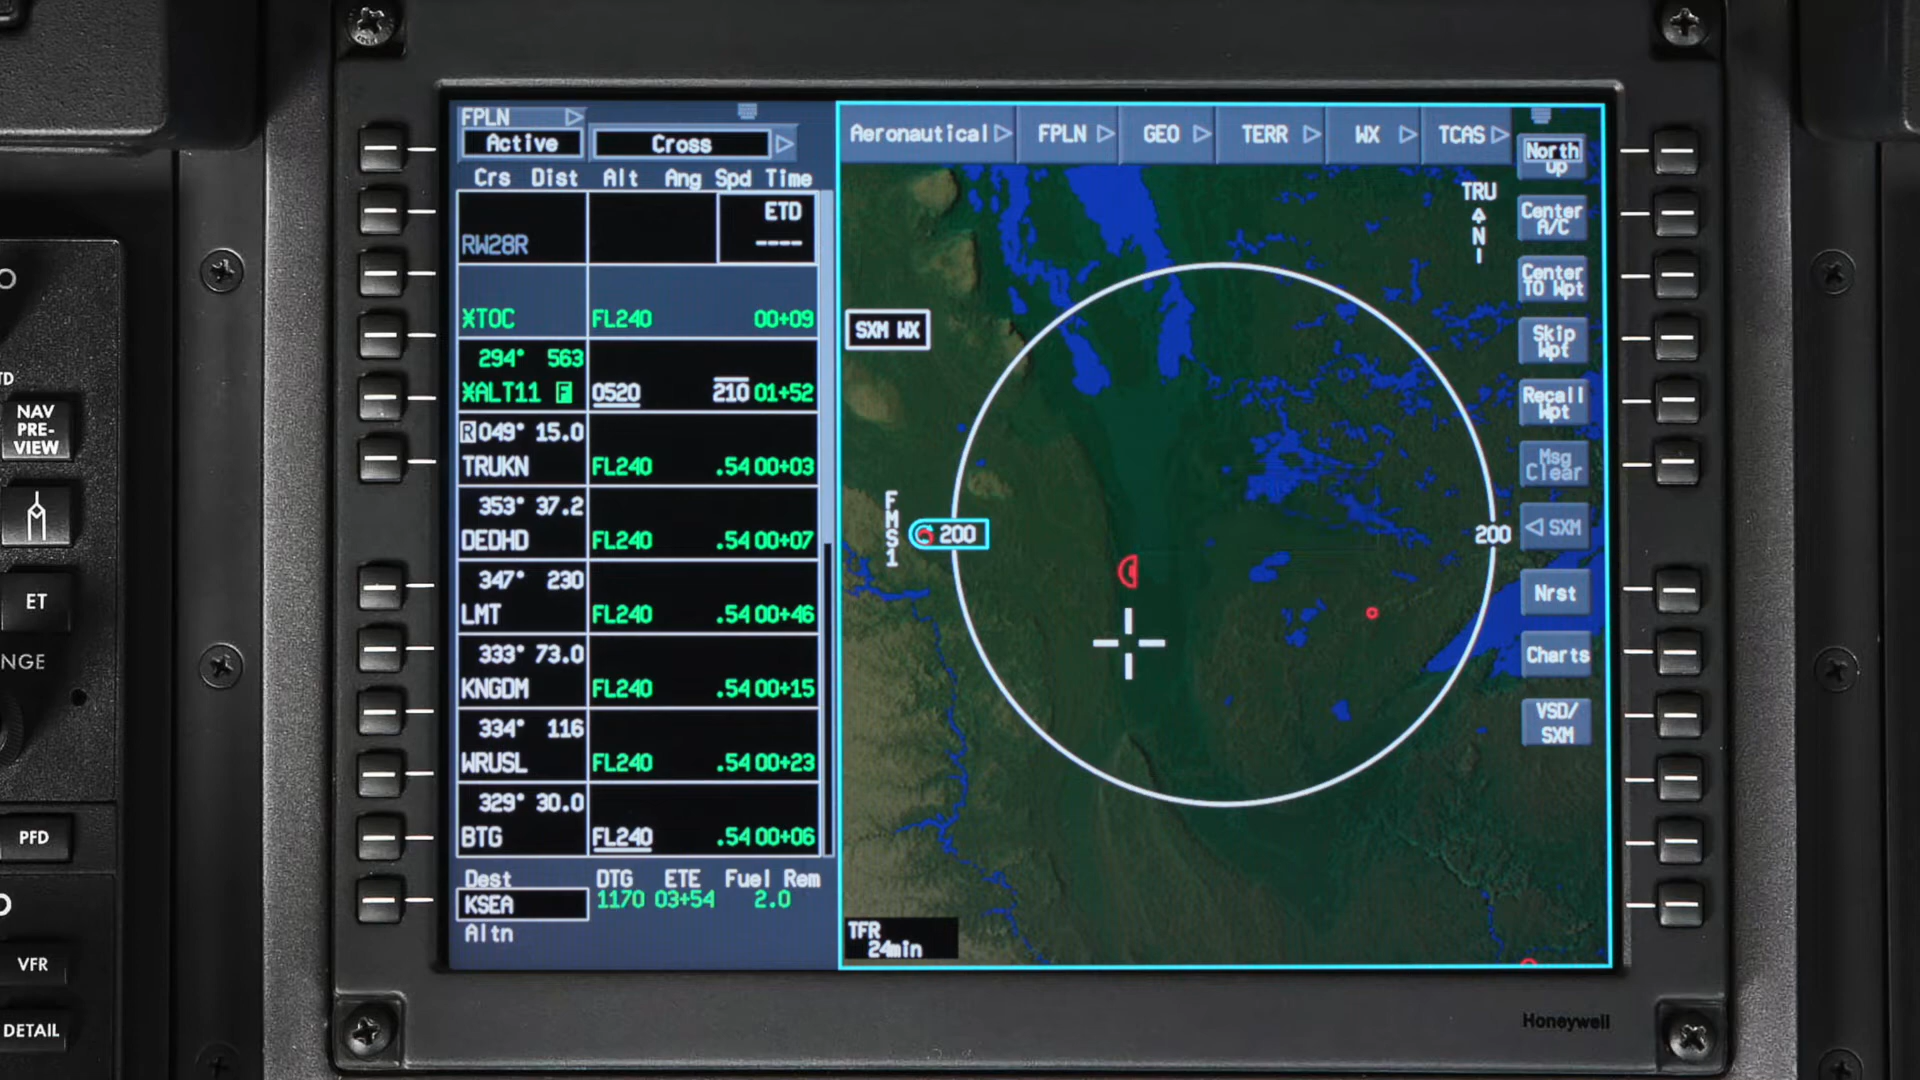 FPLN
Active
Cross
Crs Dist Alt Ang Spd Time
ETD
RW28R ----
*TOC FL240 00+09
294° 563
*ALT11 F 0520 210 01+52
R 049° 15.0
TRUKN FL240 .54 00+03
353° 37.2
DEDHD FL240 .54 00+07
347° 230
LMT FL240 .54 00+46
333° 73.0
KNGDM FL240 .54 00+15
334° 116
WRUSL FL240 .54 00+23
329° 30.0
BTG FL240 .54 00+06
Dest DTG ETE Fuel Rem
KSEA 1170 03+54 2.0
Altn
Aeronautical FPLN GEO TERR WX TCAS
TRU
N
SXM WX
FMS1
200
200
TFR
24min
North
Up
Center
A/C
Center
TO Wpt
Skip
Wpt
Recall
Wpt
Msg
Clear
SXM
Nrst
Charts
VSD/
SXM
Honeywell
NAV
PRE-
VIEW
ET
NGE
PFD
VFR
DETAIL